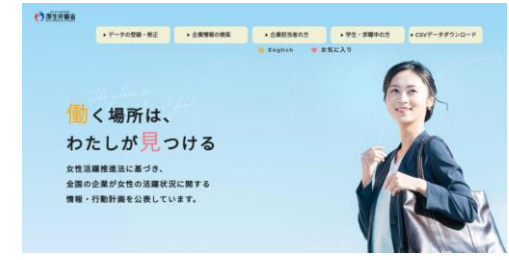 厚生労働省
データの登録・修正
企業情報の検索
企業担当者の方
学生・求職中の方
CSVデータダウンロード
English
お気に入り
働く場所は、
わたしが見つける
女性活躍推進法に基づき、
全国の企業が女性の活躍状況に関する
情報・行動計画を公表しています。